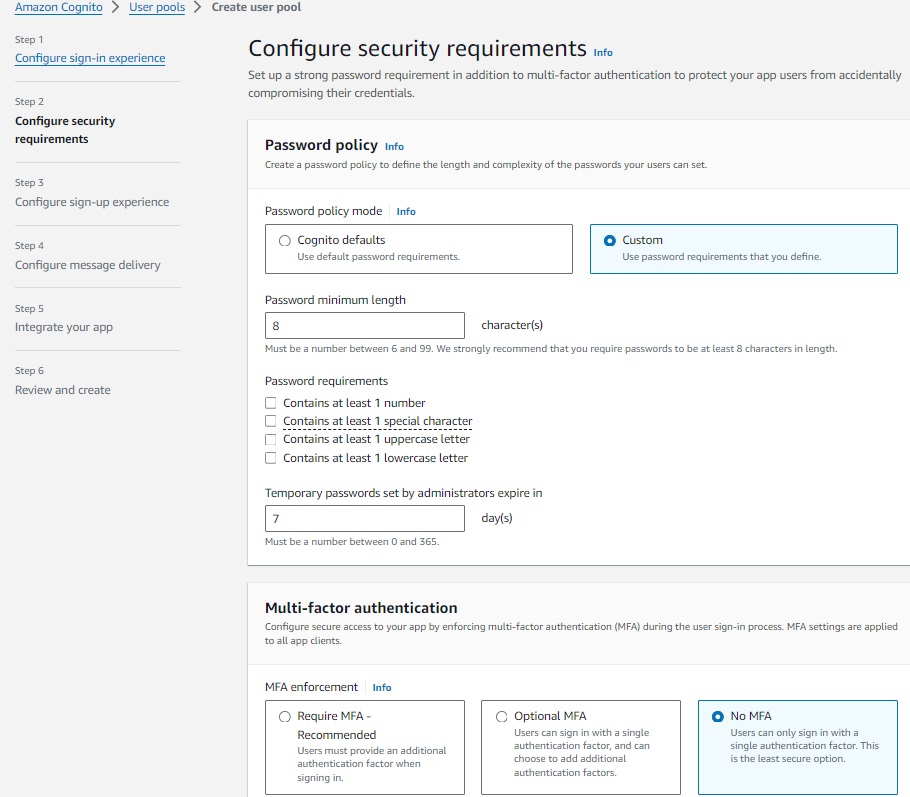 Amazon Cognito > User pools > Create user pool
Step 1
Configure sign-in experience
Step 2
Configure security
requirements
Step 3
Configure sign-up experience
Step 4
Configure message delivery
Step 5
Integrate your app
Step 6
Review and create
Configure security requirements Info
Set up a strong password requirement in addition to multi-factor authentication to protect your app users from accidentally
compromising their credentials.
Password policy Info
Create a password policy to define the length and complexity of the passwords your users can set.
Password policy mode Info
Cognito defaults
Use default password requirements.
Custom
Use password requirements that you define.
Password minimum length
8 character(s)
Must be a number between 6 and 99. We strongly recommend that you require passwords to be at least 8 characters in length.
Password requirements
Contains at least 1 number
Contains at least 1 special character
Contains at least 1 uppercase letter
Contains at least 1 lowercase letter
Temporary passwords set by administrators expire in
7 day(s)
Must be a number between 0 and 365.
Multi-factor authentication
Configure secure access to your app by enforcing multi-factor authentication (MFA) during the user sign-in process. MFA settings are applied
to all app clients.
MFA enforcement Info
Require MFA -
Recommended
Users must provide an additional
authentication factor when
signing in.
Optional MFA
Users can sign in with a single
authentication factor, and can
choose to add additional
authentication factors.
No MFA
Users can only sign in with a
single authentication factor. This
is the least secure option.